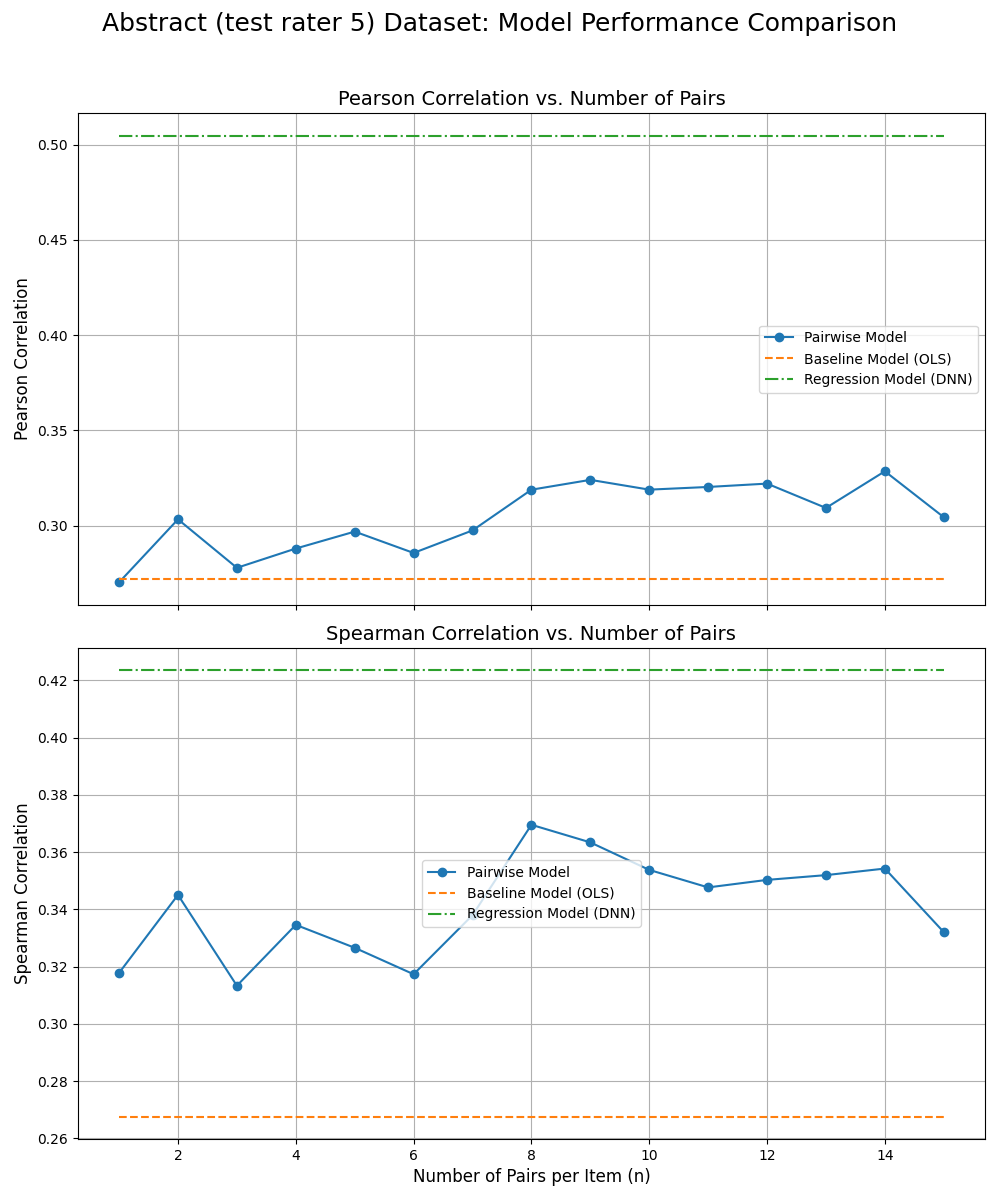 Abstract (test rater 5) Dataset: Model Performance Comparison
Pearson Correlation vs. Number of Pairs
0.50
0.45
0.40
0.35
0.30
Pearson Correlation
Pairwise Model
Baseline Model (OLS)
Regression Model (DNN)
Spearman Correlation vs. Number of Pairs
0.42
0.40
0.38
0.36
0.34
0.32
0.30
0.28
0.26
Spearman Correlation
Pairwise Model
Baseline Model (OLS)
Regression Model (DNN)
2 4 6 8 10 12 14
Number of Pairs per Item (n)